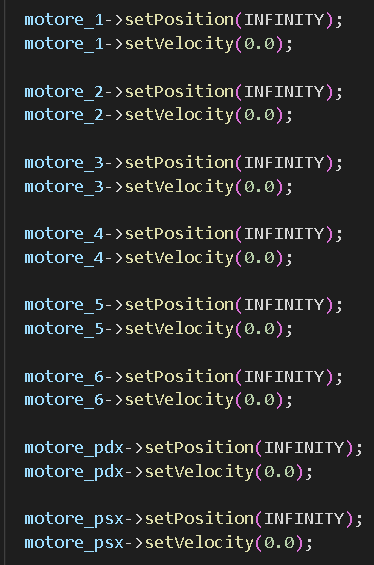 motore_1->setPosition(INFINITY);
motore_1->setVelocity(0.0);
motore_2->setPosition(INFINITY);
motore_2->setVelocity(0.0);
motore_3->setPosition(INFINITY);
motore_3->setVelocity(0.0);
motore_4->setPosition(INFINITY);
motore_4->setVelocity(0.0);
motore_5->setPosition(INFINITY);
motore_5->setVelocity(0.0);
motore_6->setPosition(INFINITY);
motore_6->setVelocity(0.0);
motore_pdx->setPosition(INFINITY);
motore_pdx->setVelocity(0.0);
motore_psx->setPosition(INFINITY);
motore_psx->setVelocity(0.0);